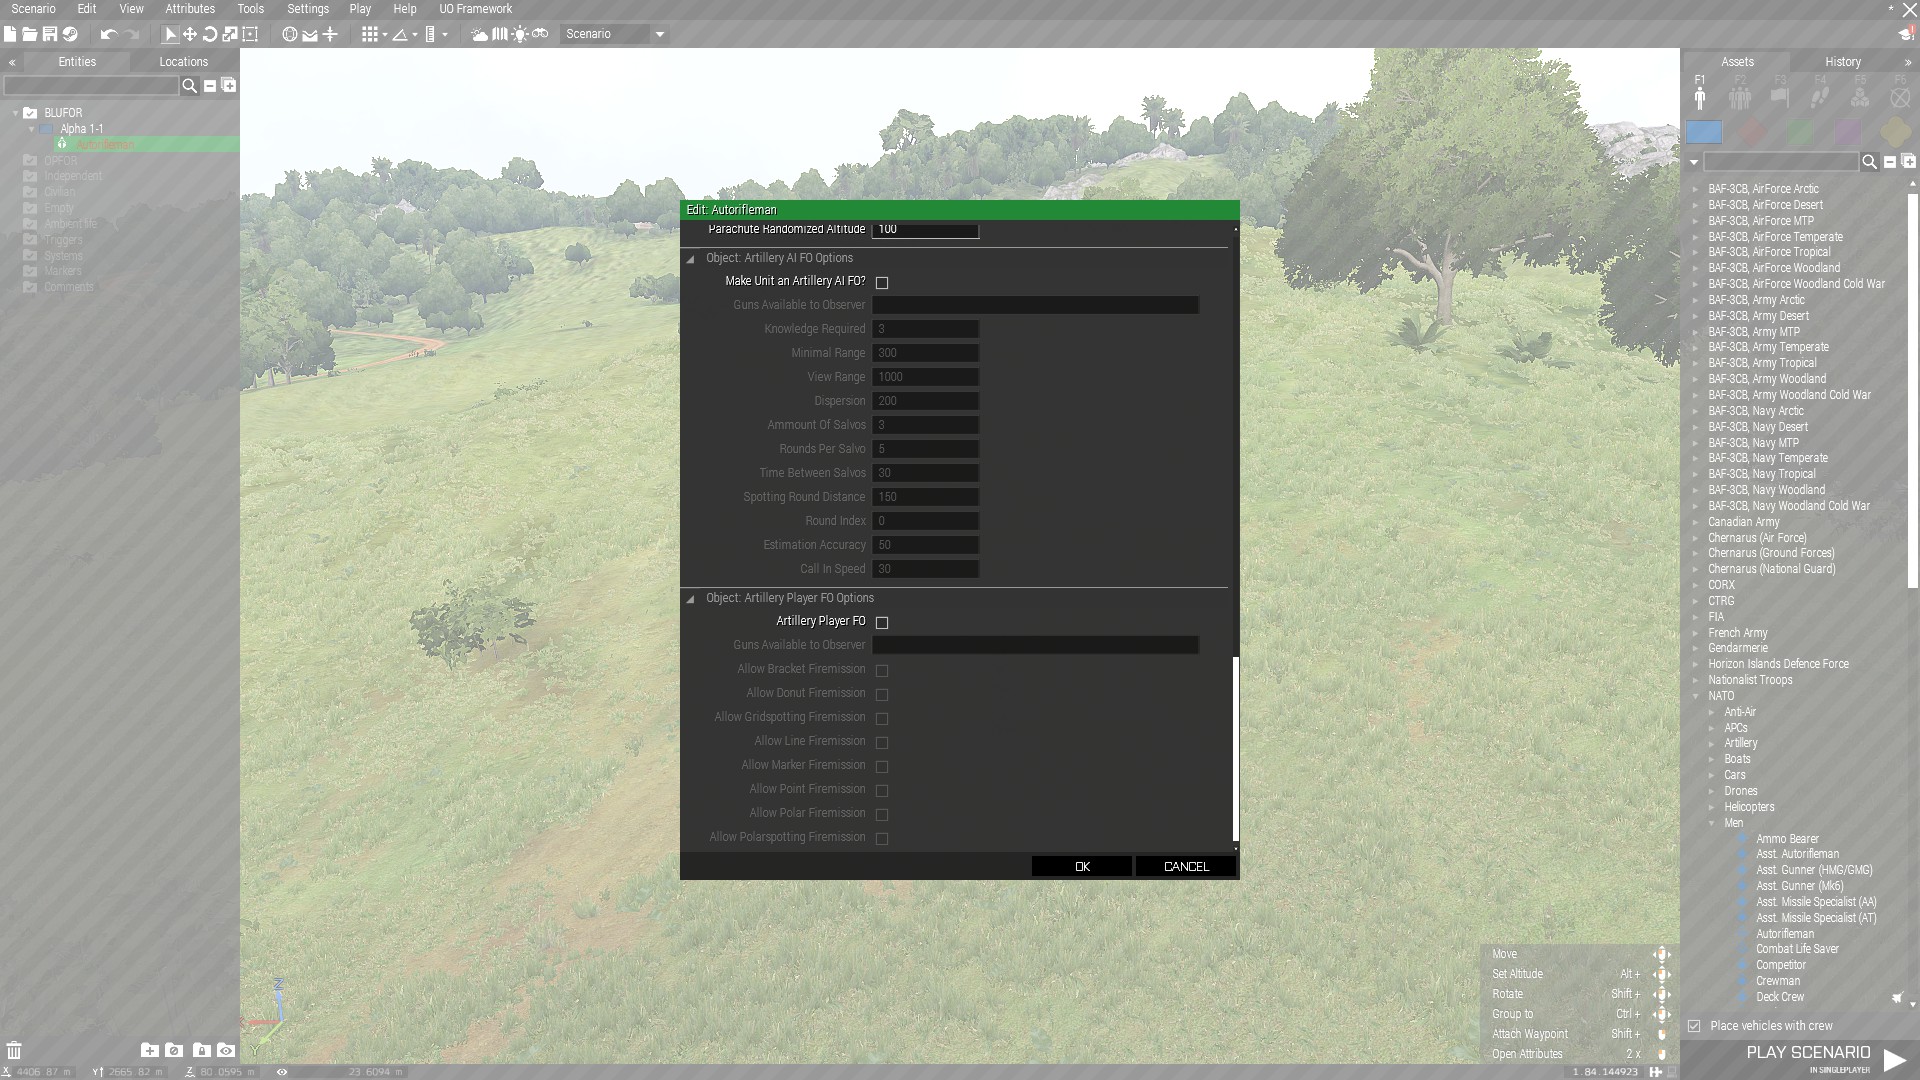 Scenario Edit View Attributes Tools Settings Play Help UO Framework
*
Scenario
Entities Locations
BLUFOR
Alpha 1-1
Autorifleman
OPFOR
Independent
Civilian
Empty
Ambient life
Triggers
Systems
Markers
Comments
Edit: Autorifleman
Parachute Randomized Altitude 100
Object: Artillery AI FO Options
Make Unit an Artillery AI FO?
Guns Available to Observer
Knowledge Required 3
Minimal Range 300
View Range 1000
Dispersion 200
Ammount Of Salvos 3
Rounds Per Salvo 5
Time Between Salvos 30
Spotting Round Distance 150
Round Index 0
Estimation Accuracy 50
Call In Speed 30
Object: Artillery Player FO Options
Artillery Player FO
Guns Available to Observer
Allow Bracket Firemission
Allow Donut Firemission
Allow Gridspotting Firemission
Allow Line Firemission
Allow Marker Firemission
Allow Point Firemission
Allow Polar Firemission
Allow Polarspotting Firemission
OK CANCEL
Assets History
F1 F2 F3 F4 F5 F6
BAF-3CB, AirForce Arctic
BAF-3CB, AirForce Desert
BAF-3CB, AirForce MTP
BAF-3CB, AirForce Temperate
BAF-3CB, AirForce Tropical
BAF-3CB, AirForce Woodland
BAF-3CB, AirForce Woodland Cold War
BAF-3CB, Army Arctic
BAF-3CB, Army Desert
BAF-3CB, Army MTP
BAF-3CB, Army Temperate
BAF-3CB, Army Tropical
BAF-3CB, Army Woodland
BAF-3CB, Army Woodland Cold War
BAF-3CB, Navy Arctic
BAF-3CB, Navy Desert
BAF-3CB, Navy MTP
BAF-3CB, Navy Temperate
BAF-3CB, Navy Tropical
BAF-3CB, Navy Woodland
BAF-3CB, Navy Woodland Cold War
Canadian Army
Chernarus (Air Force)
Chernarus (Ground Forces)
Chernarus (National Guard)
CORX
CTRG
FIA
French Army
Gendarmerie
Horizon Islands Defence Force
Nationalist Troops
NATO
Anti-Air
APCs
Artillery
Boats
Cars
Drones
Helicopters
Men
Ammo Bearer
Asst. Autorifleman
Asst. Gunner (HMG/GMG)
Asst. Gunner (Mk6)
Asst. Missile Specialist (AA)
Asst. Missile Specialist (AT)
Autorifleman
Combat Life Saver
Competitor
Crewman
Deck Crew
Place vehicles with crew
PLAY SCENARIO
IN SINGLEPLAYER
Move
Set Altitude Alt +
Rotate Shift +
Group to Ctrl +
Attach Waypoint Shift +
Open Attributes 2 x
Z
X
Y
X 4406.87 m Y 2665.82 m Z 80.0595 m 23.6094 m
1.84.144923